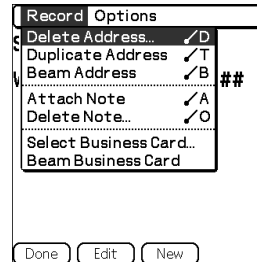 Record Options
Delete Address... /D
Duplicate Address /T
Beam Address /B
##
Attach Note /A
Delete Note... /O
Select Business Card...
Beam Business Card
Done Edit New